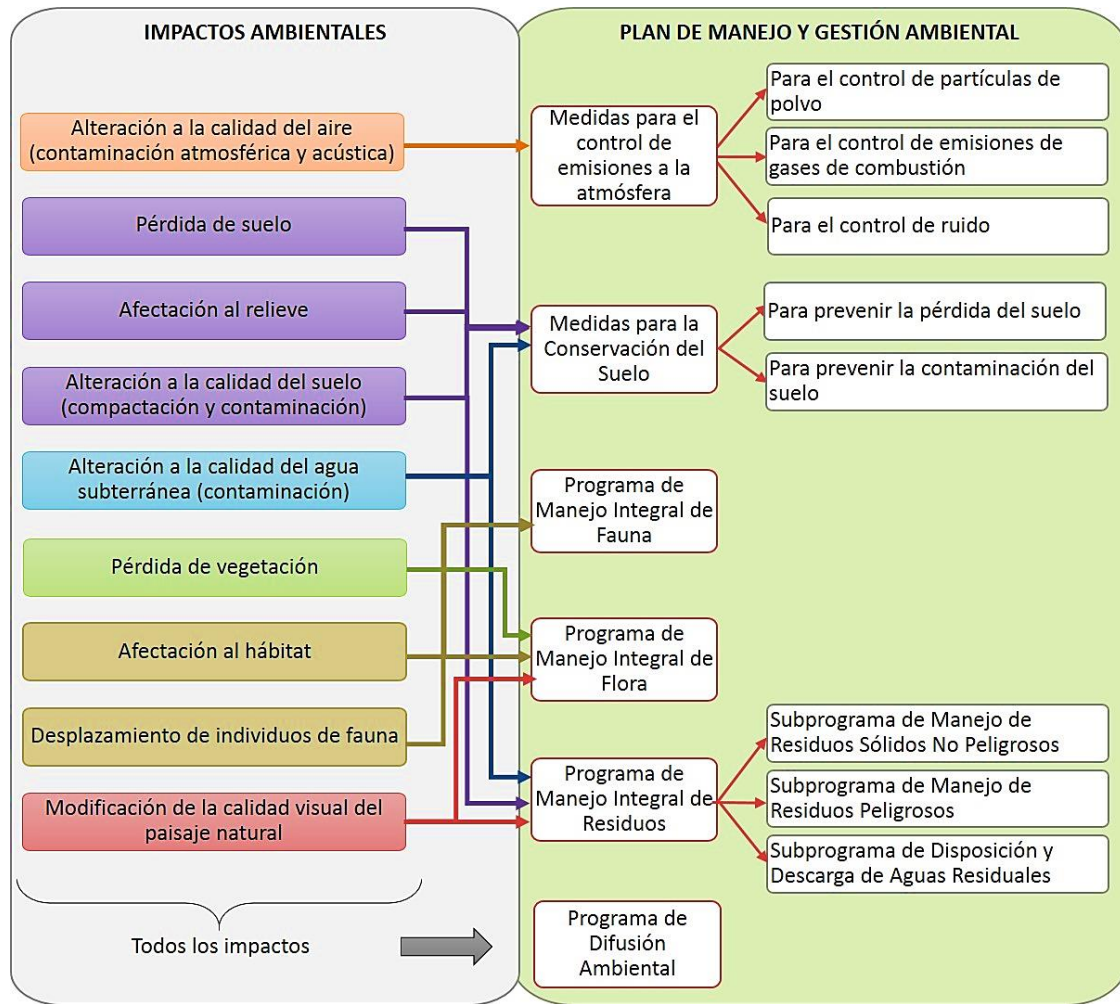 IMPACTOS AMBIENTALES
Alteración a la calidad del aire
(contaminación atmosférica y acústica)
Pérdida de suelo
Afectación al relieve
Alteración a la calidad del suelo
(compactación y contaminación)
Alteración a la calidad del agua
subterránea (contaminación)
Pérdida de vegetación
Afectación al hábitat
Desplazamiento de individuos de fauna
Modificación de la calidad visual del
paisaje natural
Todos los impactos
PLAN DE MANEJO Y GESTIÓN AMBIENTAL
Medidas para el
control de
emisiones a la
atmósfera
Para el control de partículas de
polvo
Para el control de emisiones de
gases de combustión
Para el control de ruido
Medidas para la
Conservación del
Suelo
Para prevenir la pérdida del suelo
Para prevenir la contaminación del
suelo
Programa de
Manejo Integral de
Fauna
Programa de
Manejo Integral de
Flora
Programa de
Manejo Integral de
Residuos
Subprograma de Manejo de
Residuos Sólidos No Peligrosos
Subprograma de Manejo de
Residuos Peligrosos
Subprograma de Disposición y
Descarga de Aguas Residuales
Programa de
Difusión
Ambiental